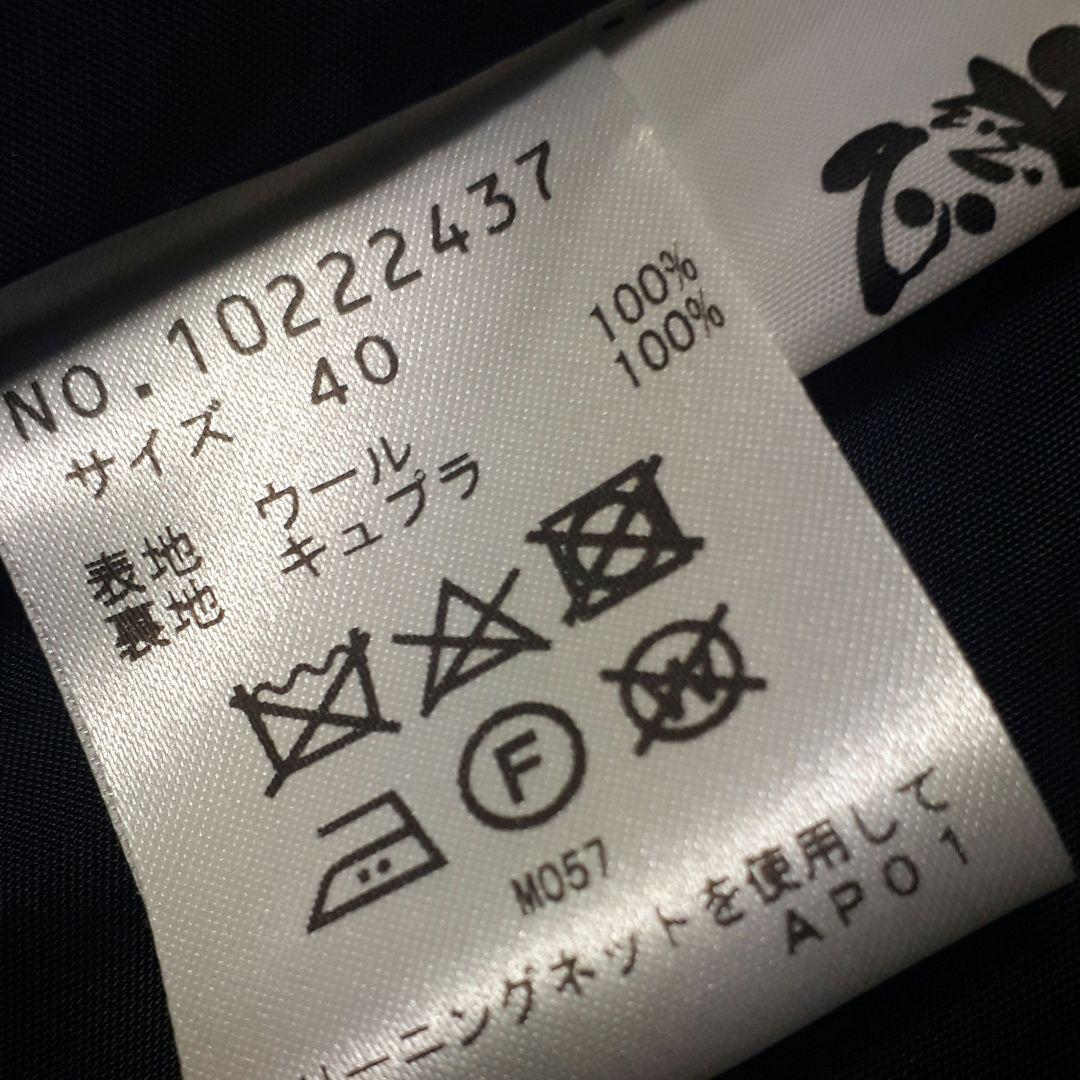 NO.10222437
サイズ 40
表地 ウール 100%
裏地 キュプラ 100%
F
W
M057
ーニングネットを使用して
AP01